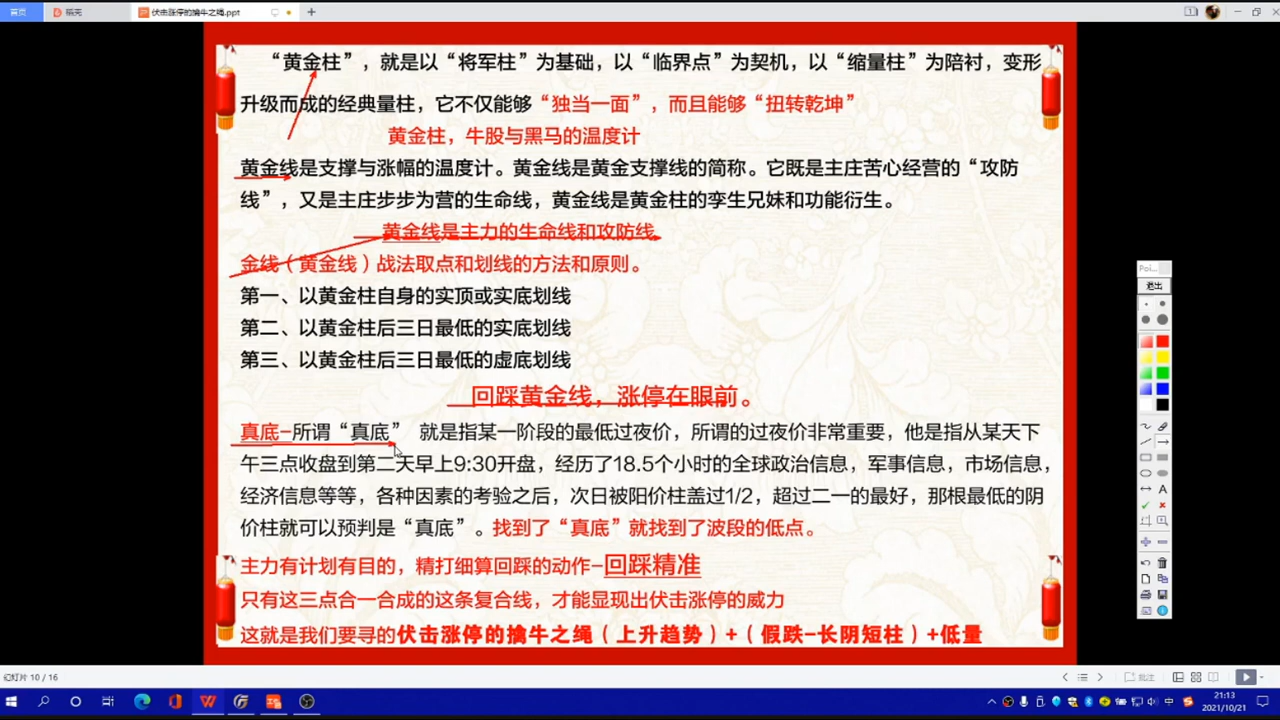 首页
稻壳
伏击涨停的擒牛之绳.ppt
“黄金柱”，就是以“将军柱”为基础，以“临界点”为契机，以“缩量柱”为陪衬，变形
升级而成的经典量柱，它不仅能够“独当一面”，而且能够“扭转乾坤”
黄金柱，牛股与黑马的温度计
黄金线是支撑与涨幅的温度计。黄金线是黄金支撑线的简称。它既是主庄苦心经营的“攻防
线”，又是主庄步步为营的生命线，黄金线是黄金柱的孪生兄妹和功能衍生。
黄金线是主力的生命线和攻防线。
金线（黄金线）战法取点和划线的方法和原则。
第一、以黄金柱自身的实顶或实底划线
第二、以黄金柱后三日最低的实底划线
第三、以黄金柱后三日最低的虚底划线
回踩黄金线，涨停在眼前。
真底-所谓“真底” 就是指某一阶段的最低过夜价，所谓的过夜价非常重要，他是指从某天下
午三点收盘到第二天早上9:30开盘，经历了18.5个小时的全球政治信息，军事信息，市场信息，
经济信息等等，各种因素的考验之后，次日被阳价柱盖过1/2，超过二一的最好，那根最低的阴
价柱就可以预判是“真底”。找到了“真底”就找到了波段的低点。
主力有计划有目的，精打细算回踩的动作-回踩精准
只有这三点合一合成的这条复合线，才能显现出伏击涨停的威力
这就是我们要寻的伏击涨停的擒牛之绳（上升趋势）+（假跌-长阴短柱）+低量
Poi...
退出
A
幻灯片 10 / 16
批注
中
21:13
2021/10/21